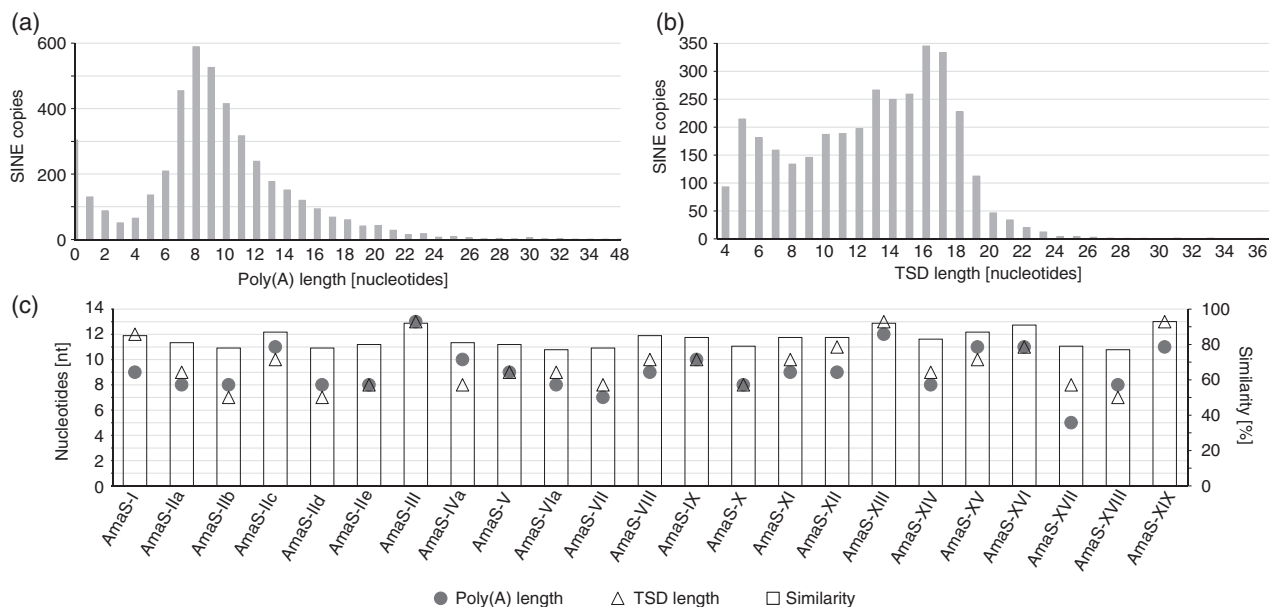 (a)
600
400
200
0
SINE copies
0 2 4 6 8 10 12 14 16 18 20 22 24 26 28 30 32 34 48
Poly(A) length [nucleotides]
(b)
350
300
250
200
150
100
50
0
SINE copies
4 6 8 10 12 14 16 18 20 22 24 26 28 30 32 34 36
TSD length [nucleotides]
(c)
14
12
10
8
6
4
2
0
Nucleotides [nt]
100
80
60
40
20
0
Similarity [%]
AmaS-I
AmaS-IIa
AmaS-IIb
AmaS-IIc
AmaS-IId
AmaS-IIe
AmaS-III
AmaS-IVa
AmaS-V
AmaS-VIa
AmaS-VII
AmaS-VIII
AmaS-IX
AmaS-X
AmaS-XI
AmaS-XII
AmaS-XIII
AmaS-XIV
AmaS-XV
AmaS-XVI
AmaS-XVII
AmaS-XVIII
AmaS-XIX
Poly(A) length TSD length Similarity